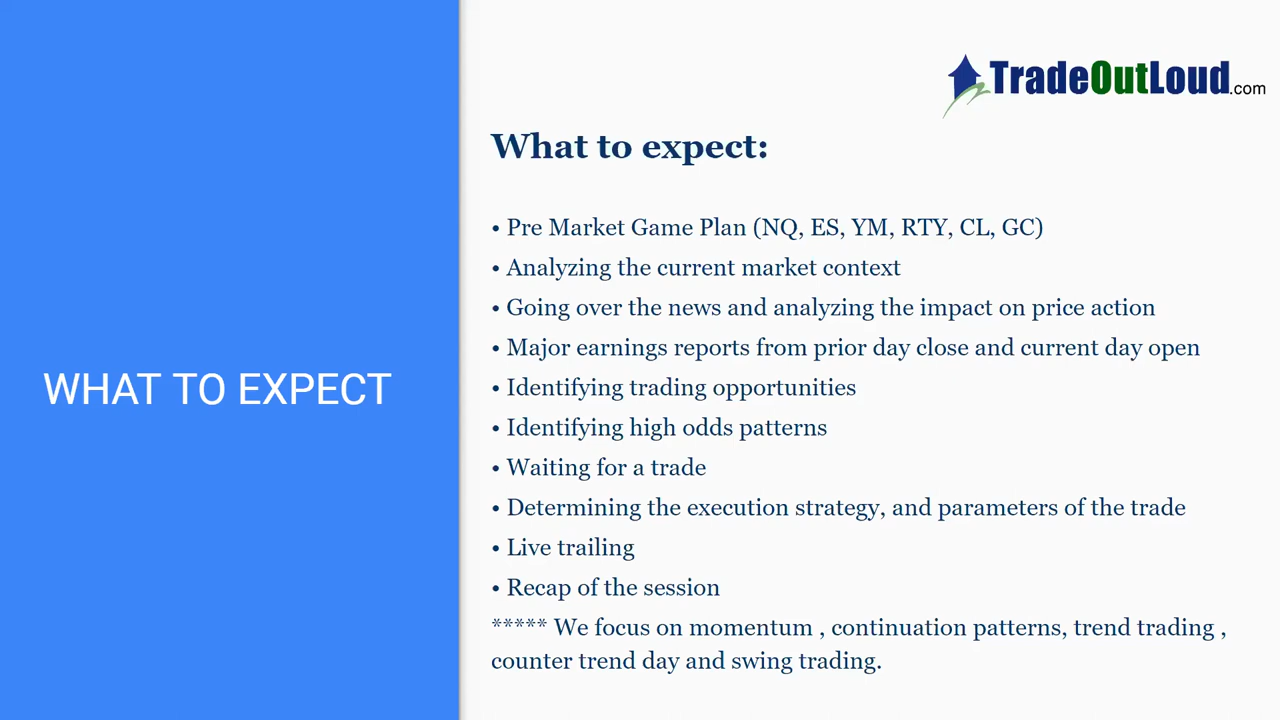 WHAT TO EXPECT
TradeOutLoud.com
What to expect:
• Pre Market Game Plan (NQ, ES, YM, RTY, CL, GC)
• Analyzing the current market context
• Going over the news and analyzing the impact on price action
• Major earnings reports from prior day close and current day open
• Identifying trading opportunities
• Identifying high odds patterns
• Waiting for a trade
• Determining the execution strategy, and parameters of the trade
• Live trailing
• Recap of the session
***** We focus on momentum , continuation patterns, trend trading ,
counter trend day and swing trading.